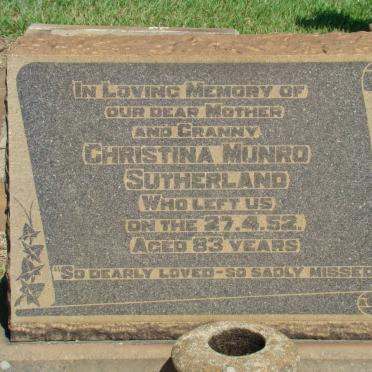 IN LOVING MEMORY OF
OUR DEAR MOTHER
AND GRANNY,
CHRISTINA MUNRO
SUTHERLAND
WHO LEFT US
ON THE 27.4.52.
AGED 83 YEARS
"SO DEARLY LOVED - SO SADLY MISSED